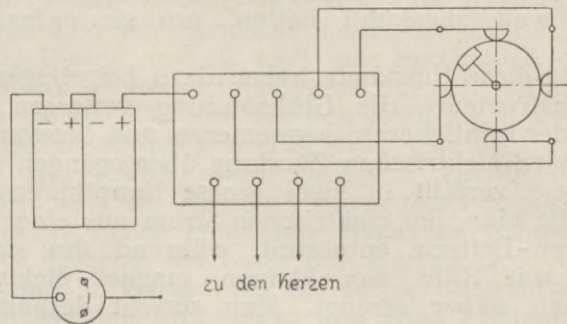 - + - +
zu den Kerzen